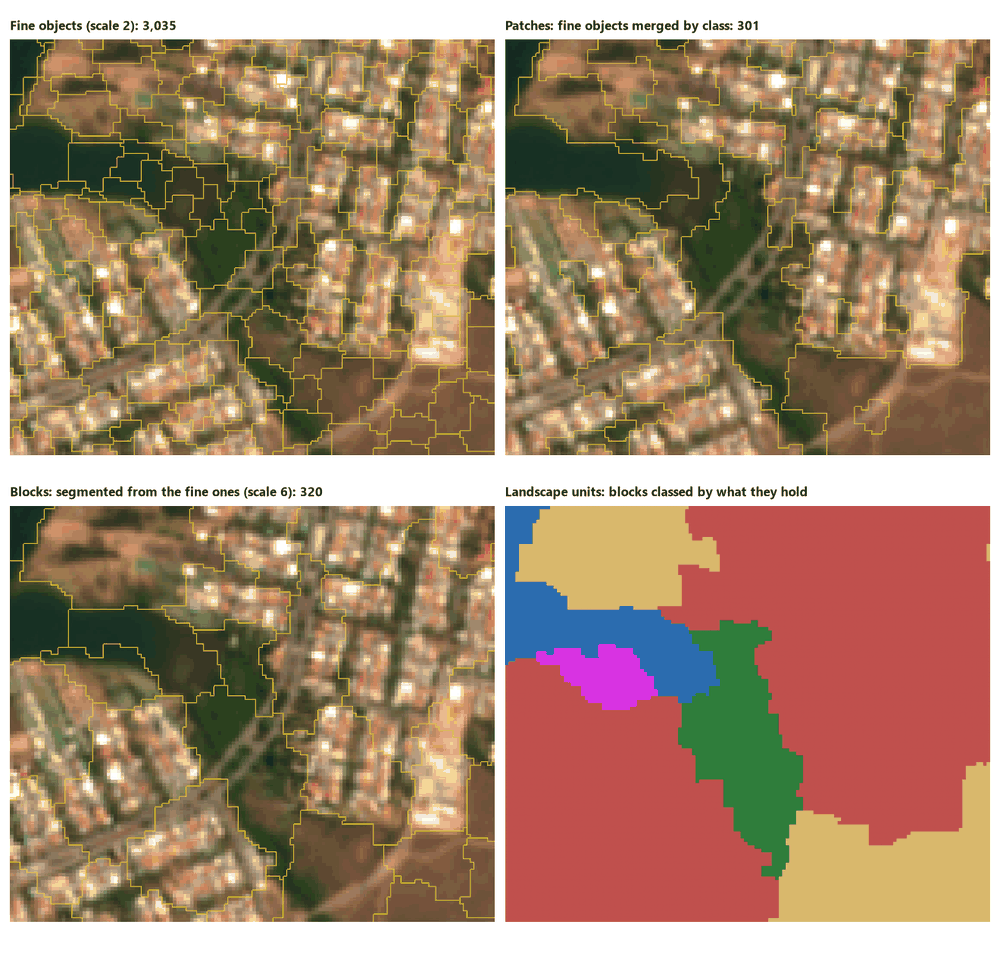 Fine objects (scale 2): 3,035
Patches: fine objects merged by class: 301
Blocks: segmented from the fine ones (scale 6): 320
Landscape units: blocks classed by what they hold